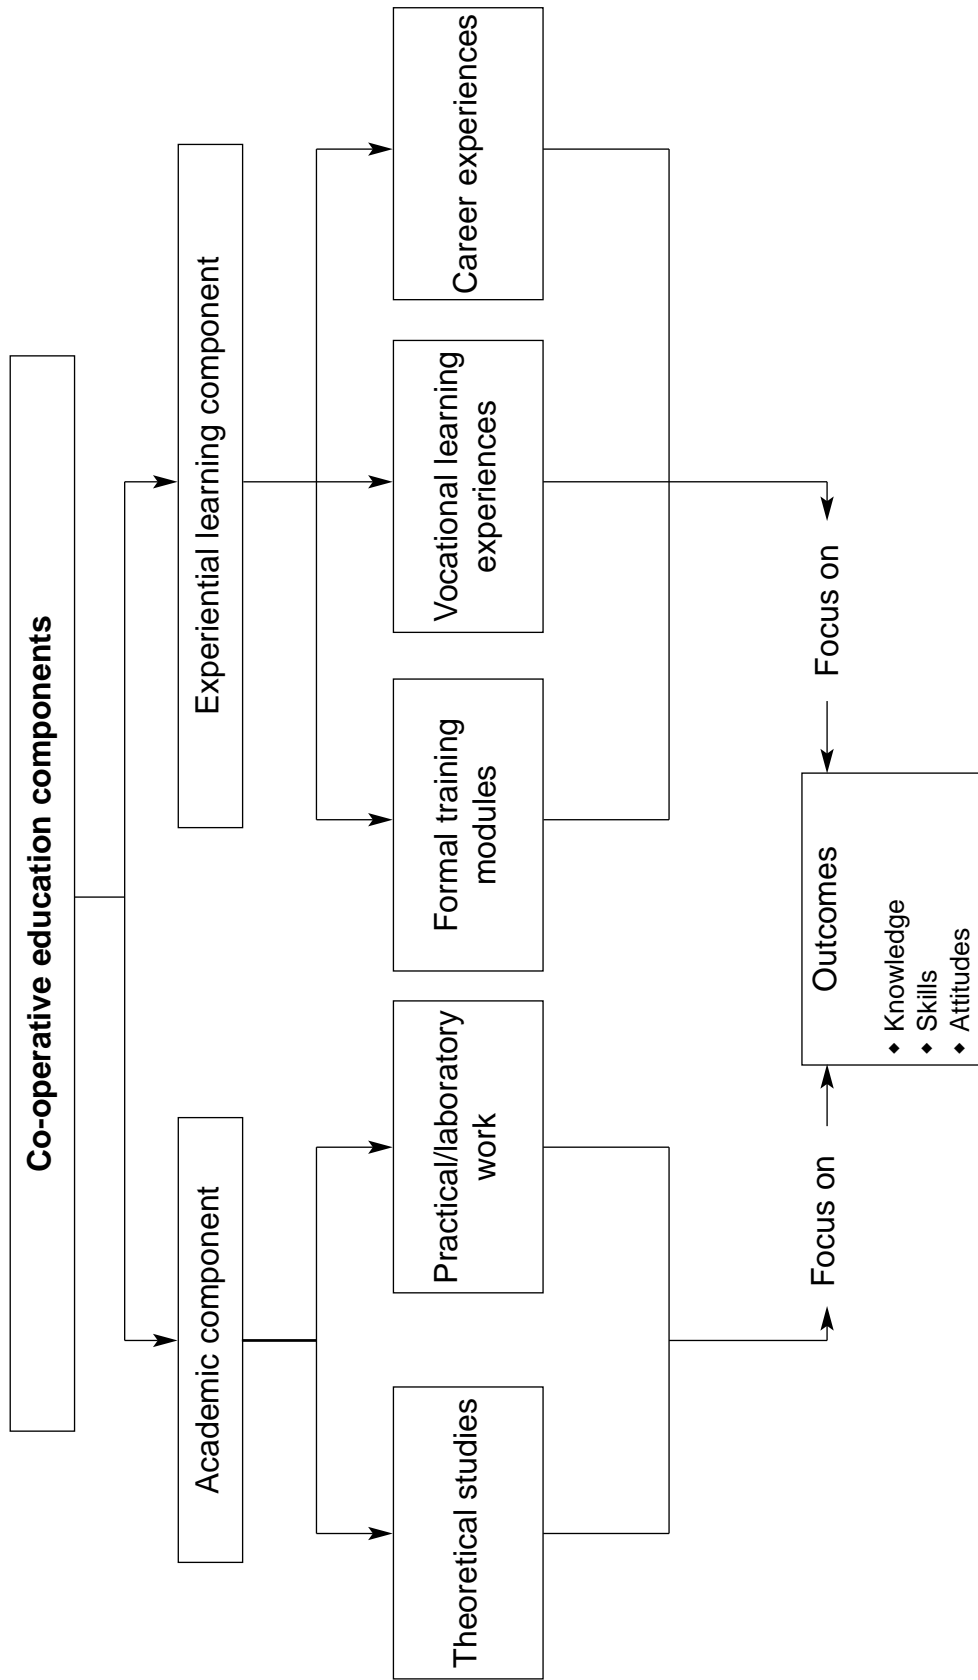 Co-operative education components
Academic component
Experiential learning component
Theoretical studies
Practical/laboratory
work
Formal training
modules
Vocational learning
experiences
Career experiences
Focus on
Outcomes
◆ Knowledge
◆ Skills
◆ Attitudes
Focus on